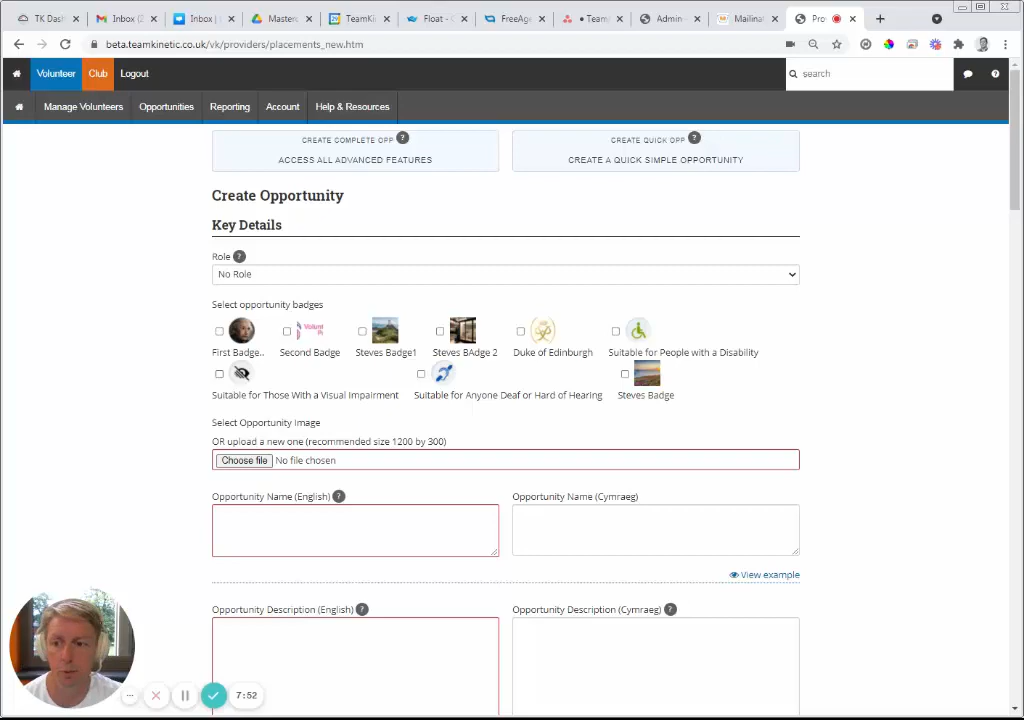 TK Dash
Inbox (2
Inbox |
Masterc
TeamKi
Float - C
FreeAge
• Team
Admin -
Mailina
Pro
beta.teamkinetic.co.uk/vk/providers/placements_new.htm
Volunteer
Club
Logout
search
Manage Volunteers
Opportunities
Reporting
Account
Help & Resources
CREATE COMPLETE OPP ?
ACCESS ALL ADVANCED FEATURES
CREATE QUICK OPP ?
CREATE A QUICK SIMPLE OPPORTUNITY
Create Opportunity
Key Details
Role ?
No Role
Select opportunity badges
First Badge..
Second Badge
Steves BAdge1
Steves BAdge 2
Duke of Edinburgh
Suitable for People with a Disability
Suitable for Those With a Visual Impairment
Suitable for Anyone Deaf or Hard of Hearing
Steves Badge
Select Opportunity Image
OR upload a new one (recommended size 1200 by 300)
Choose file No file chosen
Opportunity Name (English) ?
Opportunity Name (Cymraeg)
View example
Opportunity Description (English) ?
Opportunity Description (Cymraeg) ?
7:52